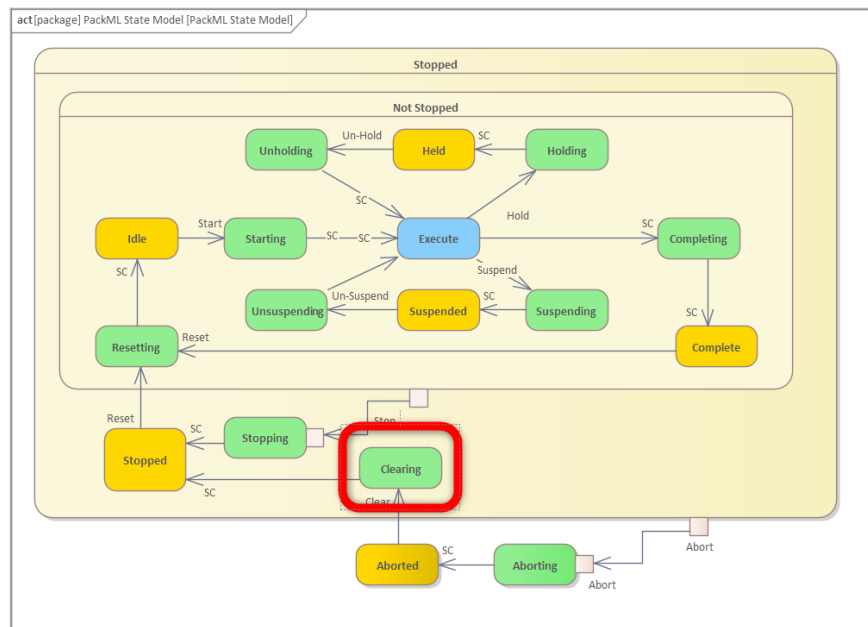 act [package] PackML State Model [PackML State Model]
Stopped
Not Stopped
Unholding
Un-Hold
Held
SC
Holding
SC
Hold
Idle
Start
Starting
SC
SC
Execute
SC
Completing
SC
Suspend
Unsuspending
Un-Suspend
Suspended
SC
Suspending
SC
Resetting
Reset
Complete
Reset
SC
Stopping
Stop
Stopped
SC
Clearing
Clear
Aborted
SC
Aborting
Abort
Abort